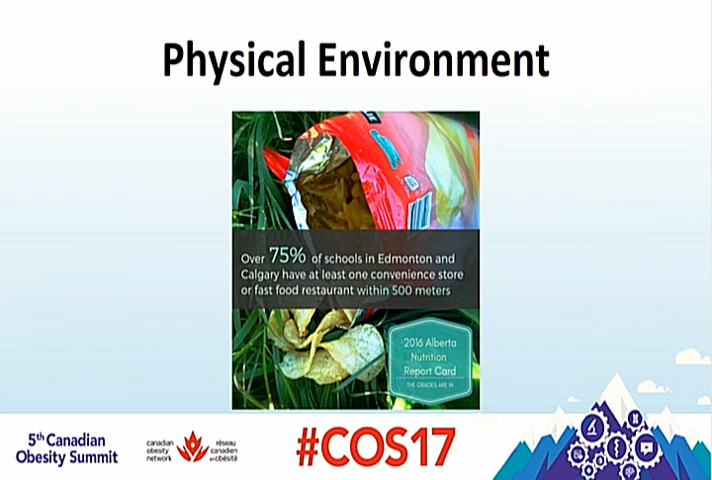 Physical Environment
Over 75% of schools in Edmonton and
Calgary have at least one convenience store
or fast food restaurant within 500 meters
2016 Alberta
Nutrition
Report Card
THE GRADES ARE IN
5th Canadian
Obesity Summit
canadian
obesity
network
réseau
canadian
en obésité
#COS17